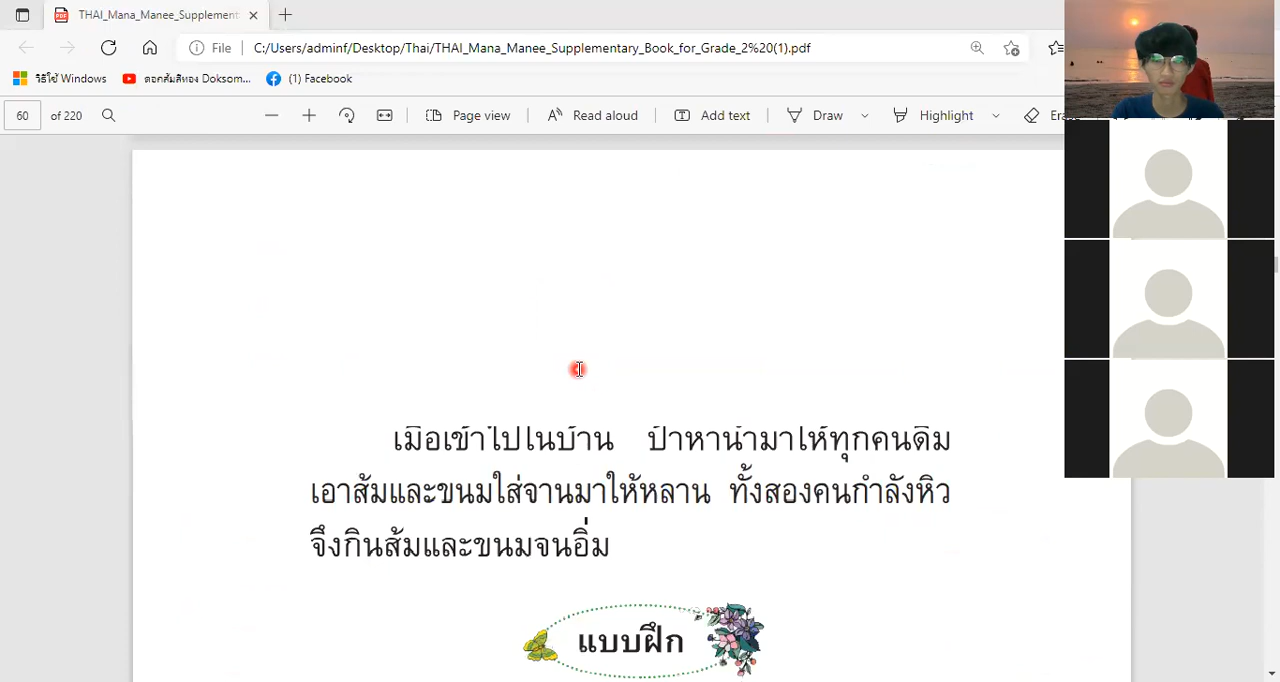 THAI_Mana_Manee_Supplement
File
C:/Users/adminf/Desktop/Thai/THAI_Mana_Manee_Supplementary_Book_for_Grade_2%20(1).pdf
วิธีใช้ Windows
ดอกส้มสีทอง Doksom...
(1) Facebook
60 of 220
Page view
Read aloud
Add text
Draw
Highlight
เมื่อเข้าไปในบ้าน ป้าหาน้ำมาให้ทุกคนดื่ม
เอาส้มและขนมใส่จานมาให้หลาน ทั้งสองคนกำลังหิว
จึงกินส้มและขนมจนอิ่ม
แบบฝึก